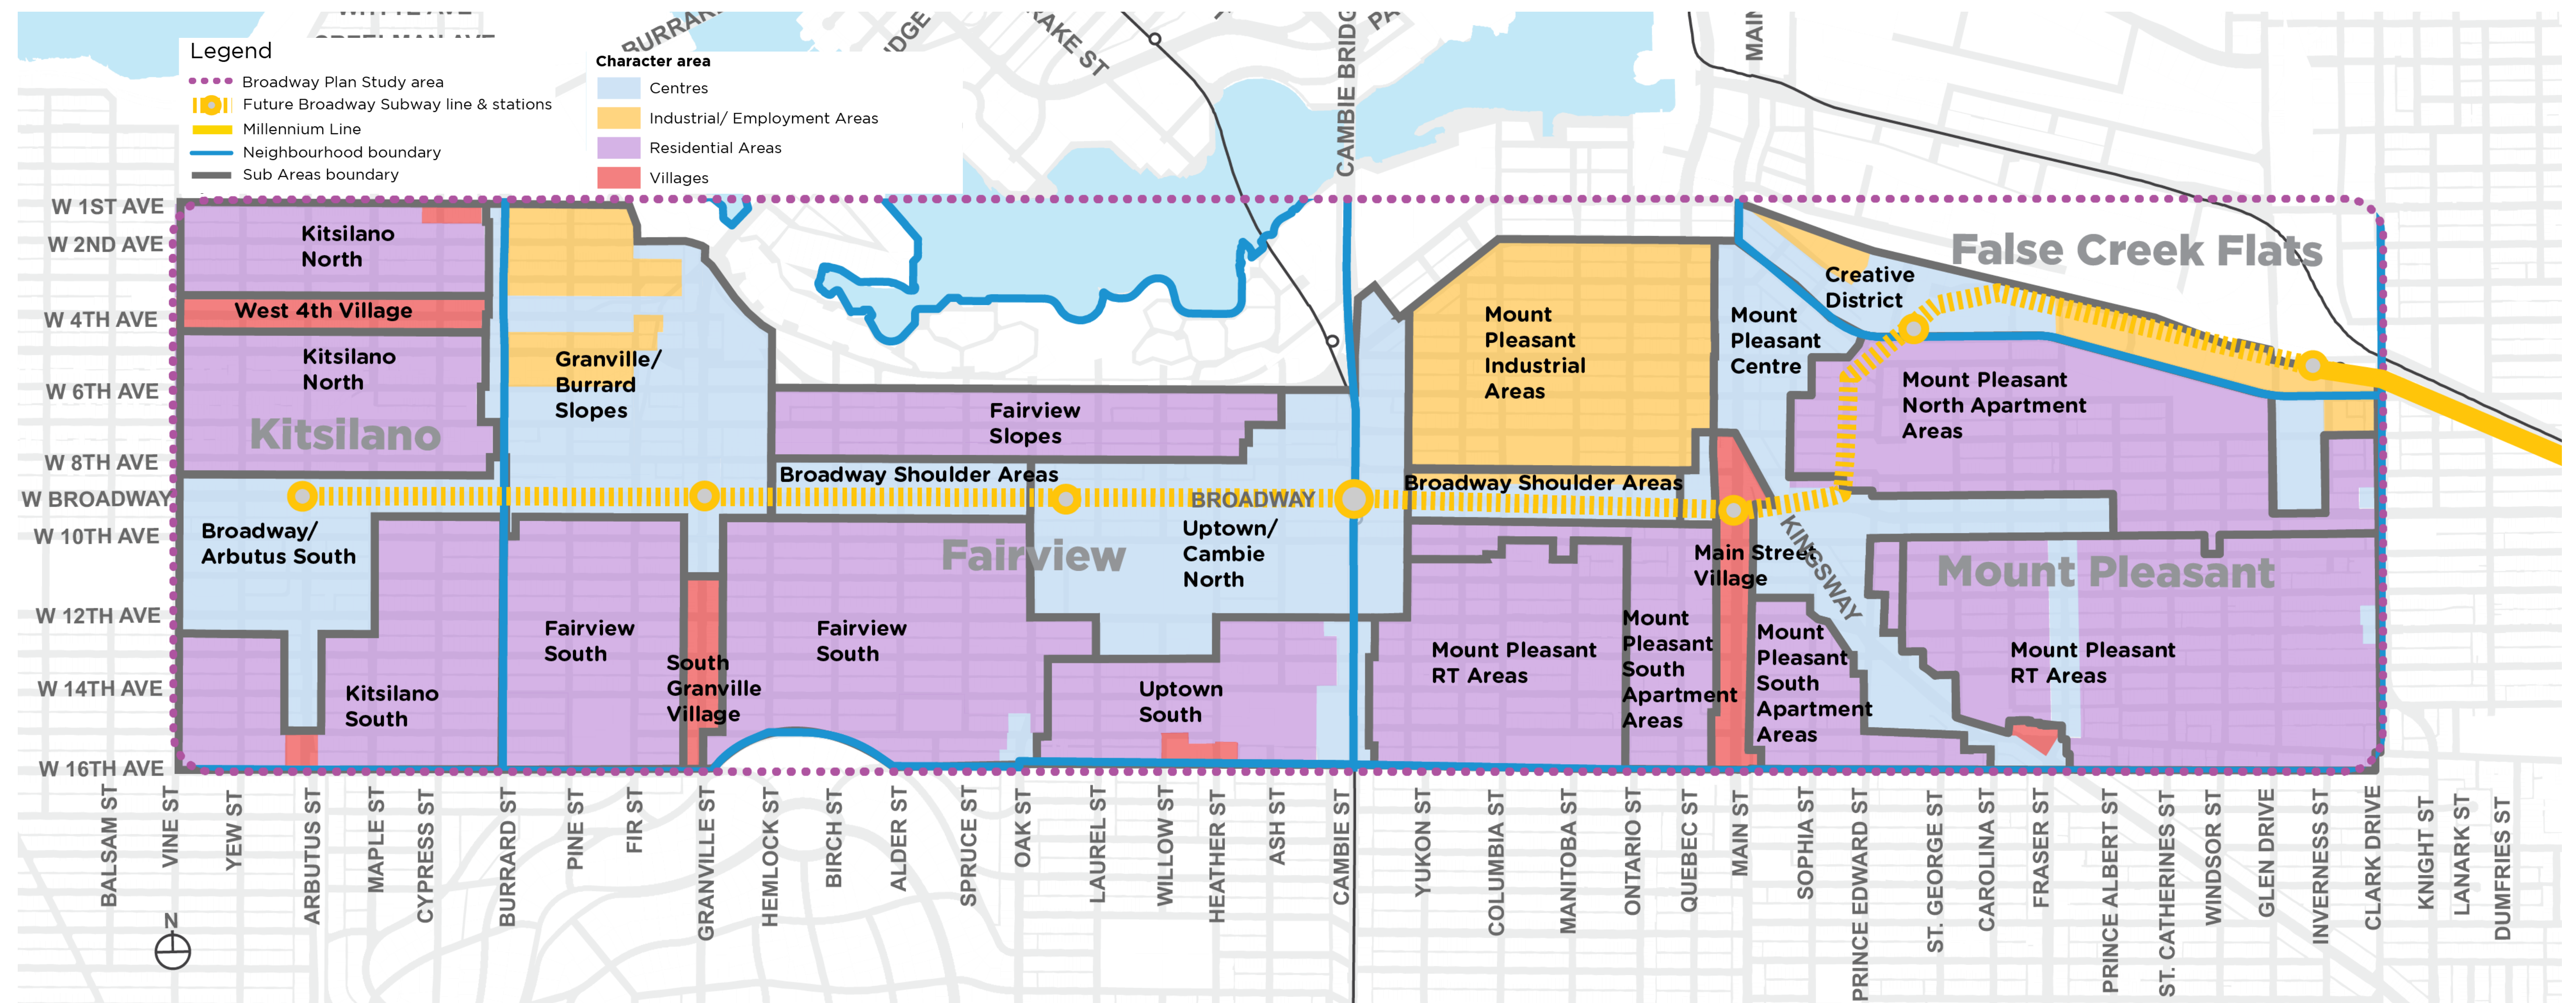 Legend
Broadway Plan Study area
Future Broadway Subway line & stations
Millennium Line
Neighbourhood boundary
Sub Areas boundary
Character area
Centres
Industrial/ Employment Areas
Residential Areas
Villages
LAKE ST
CAMBIE BRIDG
MAIN
W 1ST AVE
W 2ND AVE
W 4TH AVE
W 6TH AVE
W 8TH AVE
W BROADWAY
W 10TH AVE
W 12TH AVE
W 14TH AVE
W 16TH AVE
Kitsilano
North
West 4th Village
Kitsilano
North
Kitsilano
Broadway/
Arbutus South
Kitsilano
South
Granville/
Burrard
Slopes
Fairview
Slopes
Broadway Shoulder Areas
BROADWAY
Fairview
Uptown/
Cambie
North
Fairview
South
South
Granville
Village
Fairview
South
Uptown
South
Mount
Pleasant
Industrial
Areas
Broadway Shoulder Areas
Mount
Pleasant
Centre
Creative
District
False Creek Flats
Mount Pleasant
North Apartment
Areas
Main Street
Village
KINGSWAY
Mount Pleasant
Mount Pleasant
RT Areas
Mount
Pleasant
South
Apartment
Areas
Mount
Pleasant
South
Apartment
Areas
Mount Pleasant
RT Areas
BALSAM ST
VINE ST
YEW ST
ARBUTUS ST
MAPLE ST
CYPRESS ST
BURRARD ST
PINE ST
FIR ST
GRANVILLE ST
HEMLOCK ST
BIRCH ST
ALDER ST
SPRUCE ST
OAK ST
LAUREL ST
WILLOW ST
HEATHER ST
ASH ST
CAMBIE ST
YUKON ST
COLUMBIA ST
MANITOBA ST
ONTARIO ST
QUEBEC ST
MAIN ST
SOPHIA ST
PRINCE EDWARD ST
ST. GEORGE ST
CAROLINA ST
FRASER ST
PRINCE ALBERT ST
ST. CATHERINES ST
WINDSOR ST
GLEN DRIVE
INVERNESS ST
CLARK DRIVE
KNIGHT ST
LANARK ST
DUMFRIES ST
N